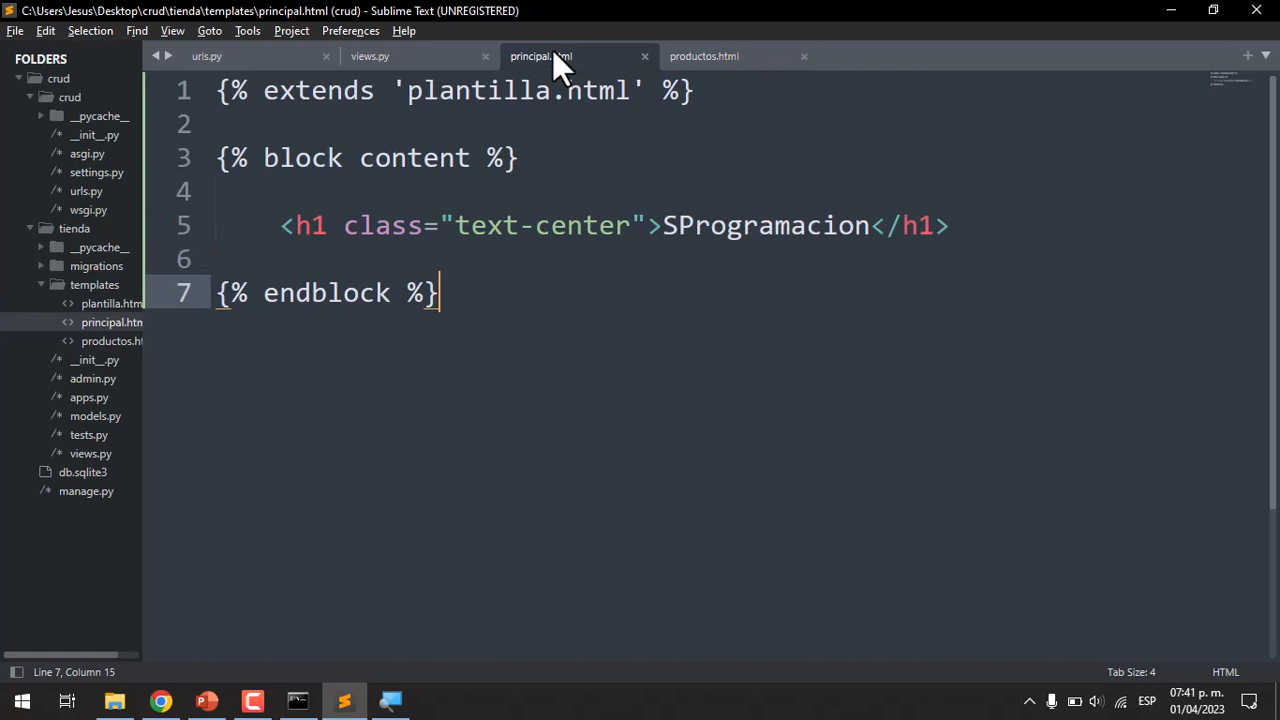 C:\Users\Jesus\Desktop\crud\tienda\templates\principal.html (crud) - Sublime Text (UNREGISTERED)
File Edit Selection Find View Goto Tools Project Preferences Help
FOLDERS
crud
crud
__pycache__
__init__.py
asgi.py
settings.py
urls.py
wsgi.py
tienda
__pycache__
migrations
templates
plantilla.htm
principal.htm
productos.ht
__init__.py
admin.py
apps.py
models.py
tests.py
views.py
db.sqlite3
manage.py
urls.py views.py principal.html productos.html
1 {% extends 'plantilla.html' %}
2
3 {% block content %}
4
5 <h1 class="text-center">SProgramacion</h1>
6
7 {% endblock %}
Line 7, Column 15 Tab Size: 4 HTML
ESP
07:41 p. m.
01/04/2023